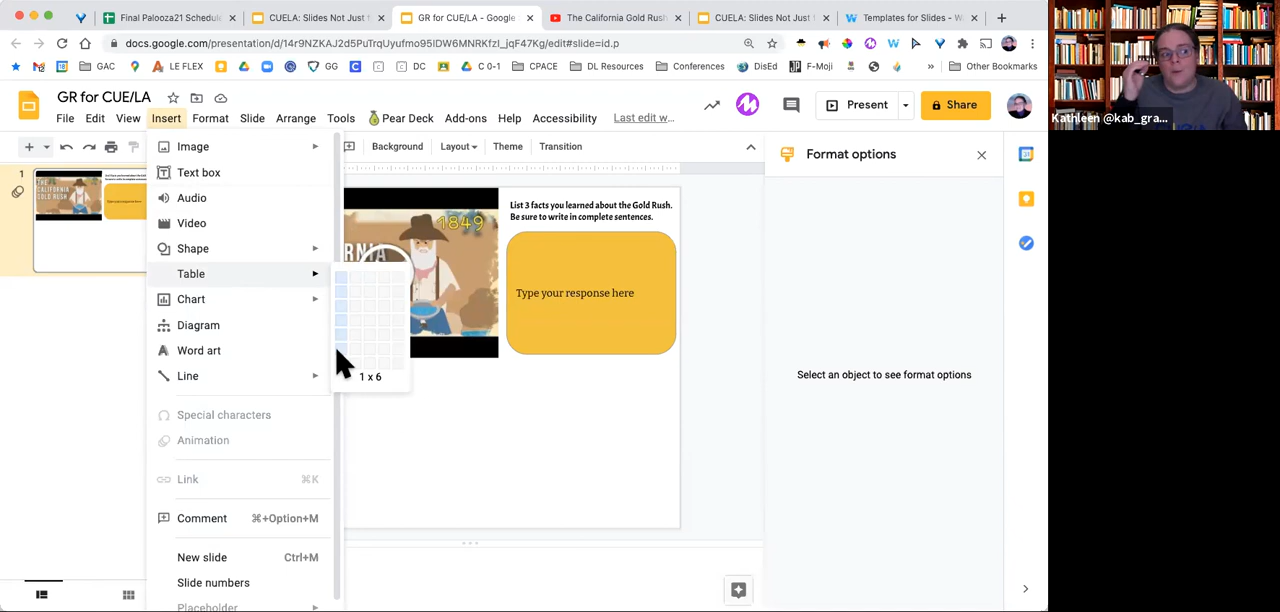 Final Palooza21 Schedule
CUELA: Slides Not Just
GR for CUE/LA - Google
The California Gold Rush
CUELA: Slides Not Just
Templates for Slides - W
docs.google.com/presentation/d/14r9NZKAJ2d5PuTrqUyufmo95IDW6MNRKfzI_jqF47Kg/edit#slide=id.p
GAC
LE FLEX
GG
C 0-1
CPACE
DL Resources
Conferences
DisEd
F-Moji
Other Bookmarks
GR for CUE/LA
File Edit View Insert Format Slide Arrange Tools Pear Deck Add-ons Help Accessibility Last edit w...
Present
Share
Background Layout Theme Transition
Image
Text box
Audio
Video
Shape
Table
Chart
Diagram
Word art
Line
Special characters
Animation
Link ⌘K
Comment ⌘+Option+M
New slide Ctrl+M
Slide numbers
Placeholder
1 x 6
1
1849
List 3 facts you learned about the Gold Rush.
Be sure to write in complete sentences.
Type your response here
Format options
Select an object to see format options
Kathleen @kab_gra...